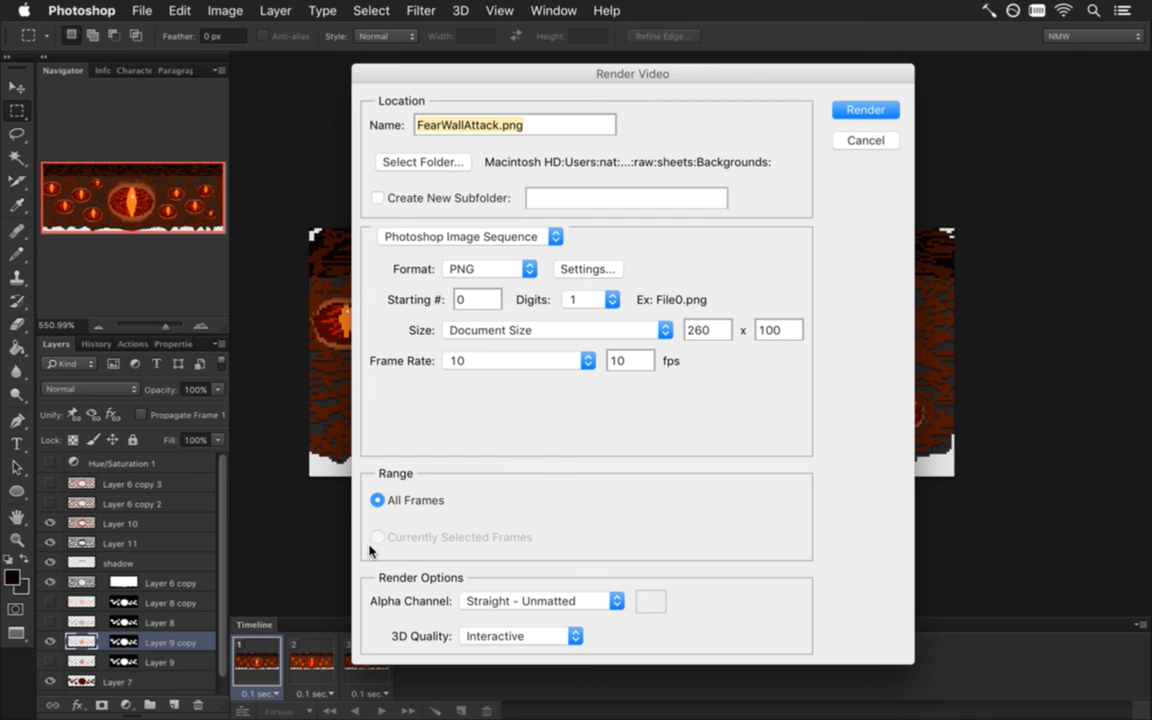 Photoshop File Edit Image Layer Type Select Filter 3D View Window Help
Feather: 0 px Anti-alias Style: Normal Width: Height: Refine Edge... NMW
Navigator Info Characte Paragraph
Render Video
Location
Render
Name: FearWallAttack.png
Cancel
Select Folder... Macintosh HD:Users:nat:...:raw:sheets:Backgrounds:
Create New Subfolder:
Photoshop Image Sequence
Format: PNG Settings...
Starting #: 0 Digits: 1 Ex: File0.png
Size: Document Size 260 x 100
Frame Rate: 10 10 fps
Range
All Frames
Currently Selected Frames
Render Options
Alpha Channel: Straight - Unmatted
3D Quality: Interactive
550.99%
Layers History Actions Propertie
Kind
Normal Opacity: 100%
Unify: Propagate Frame 1
Lock: Fill: 100%
Hue/Saturation 1
Layer 6 copy 3
Layer 6 copy 2
Layer 10
Layer 11
shadow
Layer 6 copy
Layer 8 copy
Layer 8
Layer 9 copy
Layer 9
Layer 7
Timeline
1 2 3
0.1 sec. 0.1 sec. 0.1 sec.
Forever